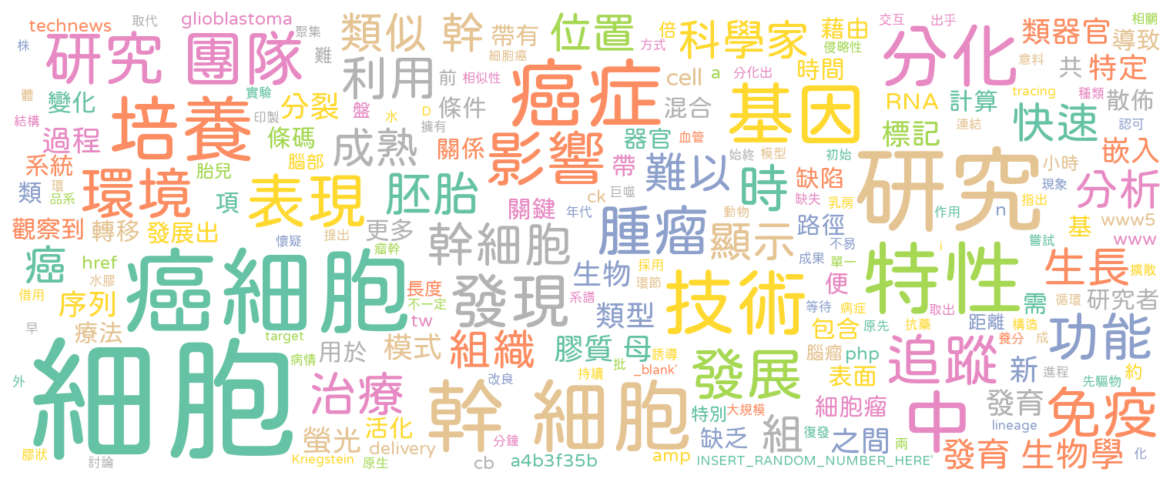 technews
glioblastoma
聚集
類似 幹
帶有
細胞癌
位置
方式
倍
科學家
藉由
交互
取代
出乎
侵略性
類器官
相關
導致
株
研究 團隊
難
利用
前
相似性
cell
a
分化出
時間
分化
意料
共
特定
體
變化
實驗
印製
分裂
盤
水
D
條件
擁有
癌症
混合
基因
RNA
計算
tracing
種類
散佈
結構
過程
培養
條碼
成熟
關係
影響
器官
血管
標記
連結
快速
認可
系統
胎兒
腦部
始終
模型
初始
小時
嵌入
類
環
品系
環境
項
表現
胚胎
關鍵
ck
帶
巨噬
難以
時
缺陷
缺失
乳房
研究
現象
指出
分析
觀察到
轉移
發展出
懷疑
提出
瘤幹
更多
幹細胞
年代
腫瘤
動物
顯示
路徑
不易
作用
n
嘗試
基
www5
www
癌
href
水膠
癌細胞
長度
不一定
發現
系譜
生物
採用
環節
成果
單一
便
特性
i
擴散
生長
借用
序列
tw
類型
技術
等待
病症
原先
取出
需
循環
研究者
早
療法
target
病情
用於
模式
組織
膠質 母
誘導
包含
抗藥
距離
構造
養分
成
功能
細胞
外
治療
改良
持續
批
_blank'
發展
腦瘤
php
表面
追蹤
新
進程
先驅物
約
膠狀
討論
螢光
活化
Kriegstein
原生
delivery
幹 細胞
cb
分鐘
a4b3f35b
amp
特別
大規模
缺乏
組
細胞瘤
復發
之間
兩
中
發育
lineage
免疫
INSERT_RANDOM_NUMBER_HERE'
發育 生物學
化